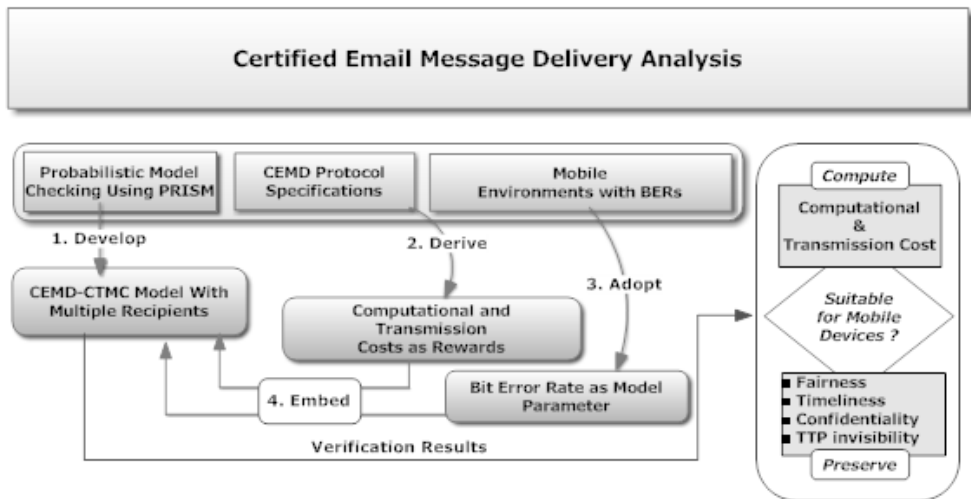 Certified Email Message Delivery Analysis
Probabilistic Model
Checking Using PRISM
CEMD Protocol
Specifications
Mobile
Environments with BERs
1. Develop
2. Derive
3. Adopt
CEMD-CTMC Model With
Multiple Recipients
Computational and
Transmission
Costs as Rewards
Bit Error Rate as Model
Parameter
4. Embed
Verification Results
Compute
Computational
&
Transmission Cost
Suitable
for Mobile
Devices ?
Fairness
Timeliness
Confidentiality
TTP invisibility
Preserve